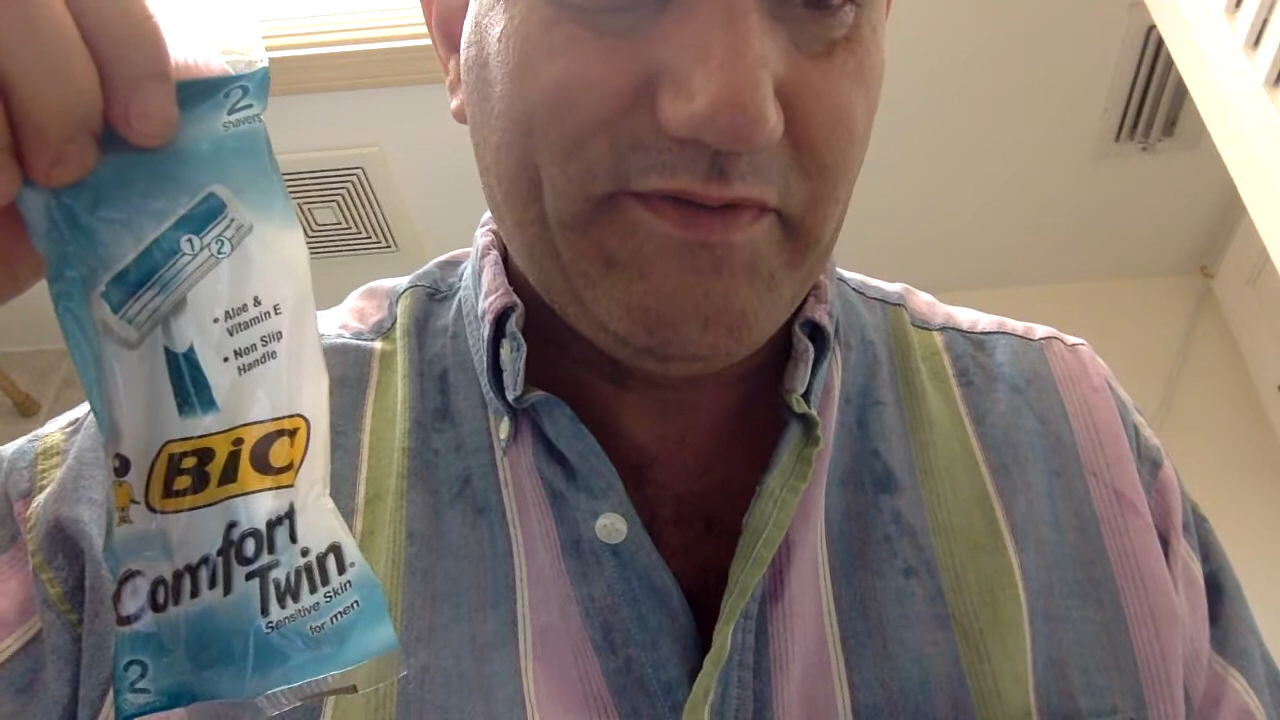 2
shavers
1
2
• Aloe &
Vitamin E
• Non Slip
Handle
BiC
Comfort
Twin.
Sensitive Skin
for men
2